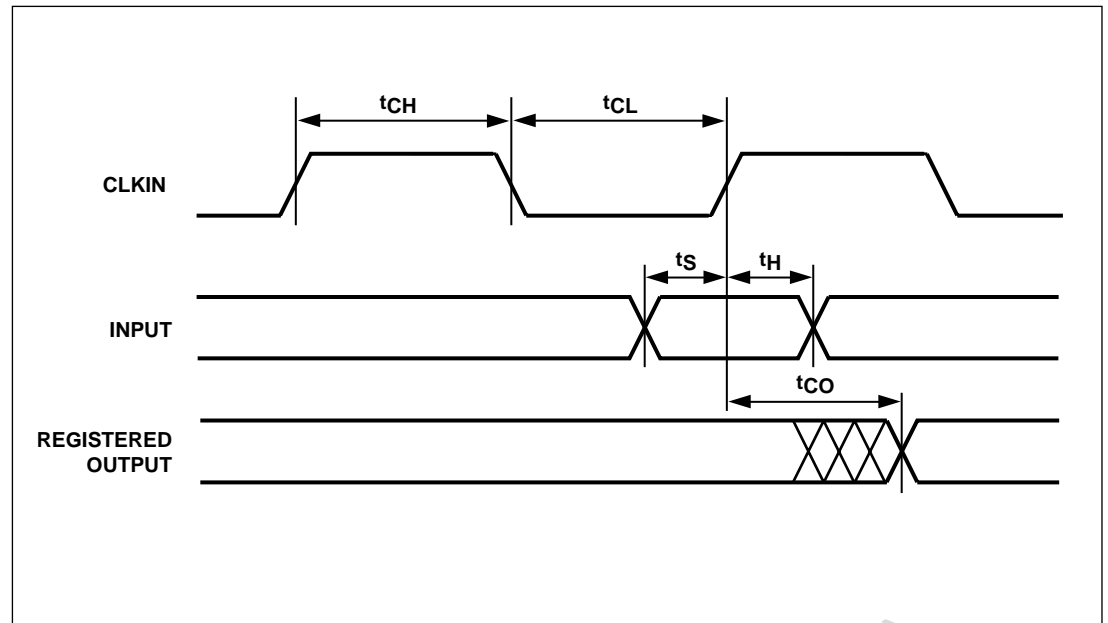 tCH
tCL
CLKIN
tS
tH
INPUT
tCO
REGISTERED
OUTPUT